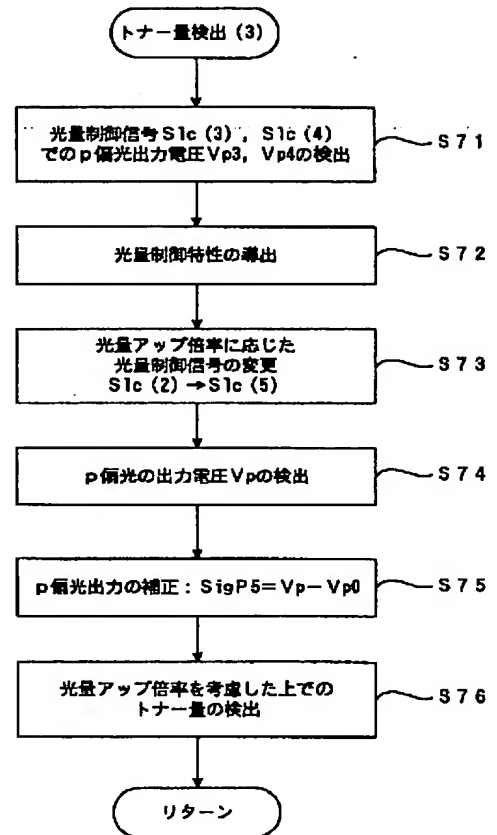 トナー量検出 (3)
光量制御信号Slc (3) , Slc (4)
でのp偏光出力電圧Vp3, Vp4の検出
S71
光量制御特性の導出
S72
光量アップ倍率に応じた
光量制御信号の変更
Slc (2) →Slc (5)
S73
p偏光の出力電圧Vpの検出
S74
p偏光出力の補正 : SigP5=Vp-Vp0
S75
光量アップ倍率を考慮した上での
トナー量の検出
S76
リターン